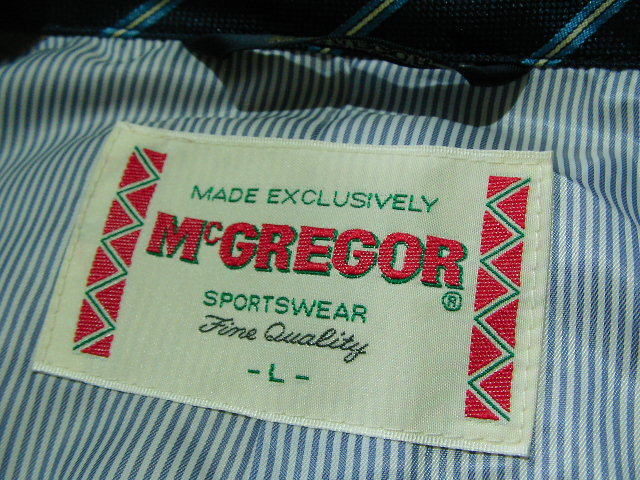 MADE EXCLUSIVELY
McGREGOR®
SPORTSWEAR
Fine Quality
- L -